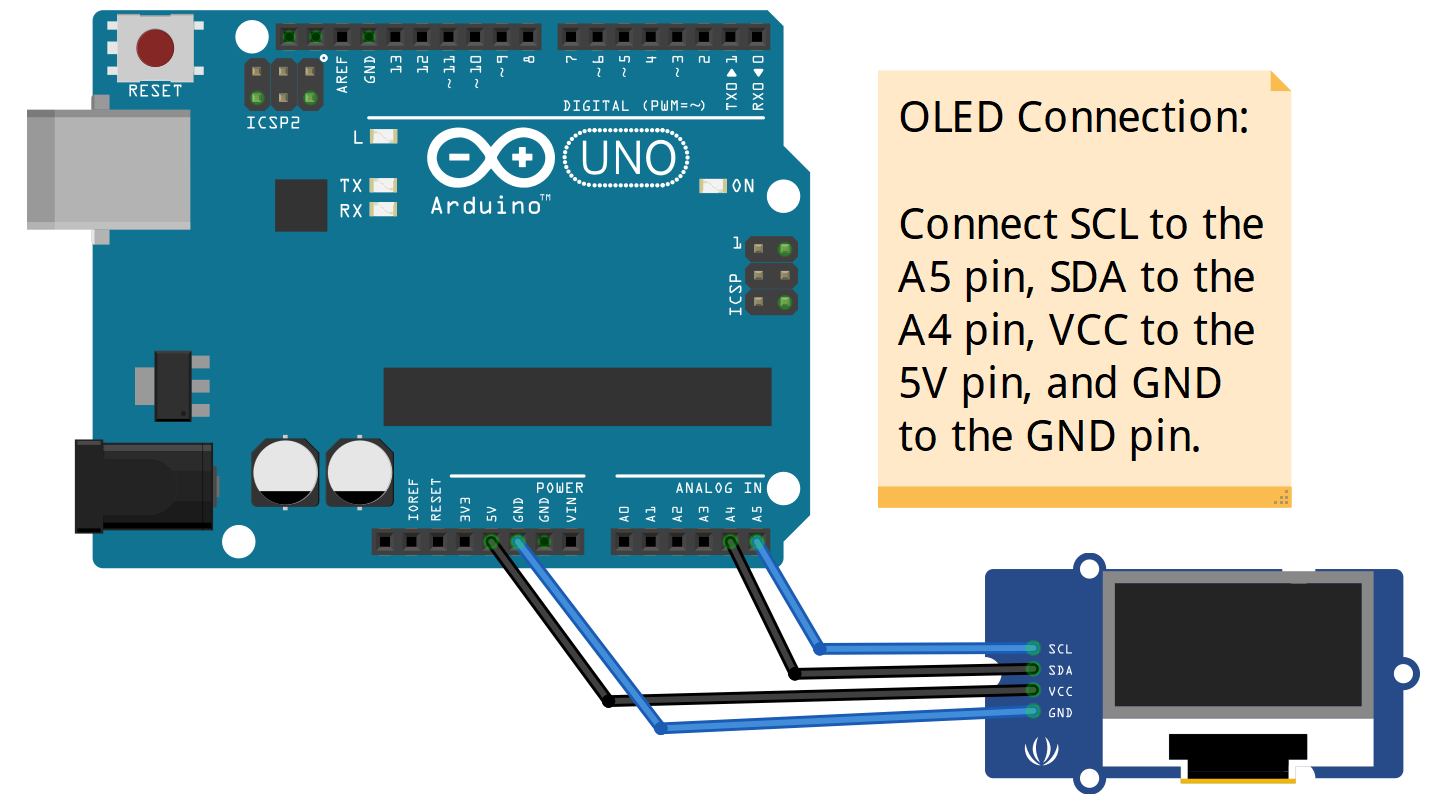 RESET
ICSP2
AREF
GND
13
12
~11
~10
~9
8
7
~6
~5
4
~3
2
TX0▶1
RX0◀0
DIGITAL (PWM=~)
L
TX
RX
UNO
ON
Arduino™
1
ICSP
POWER
ANALOG IN
IOREF
RESET
3V3
5V
GND
GND
VIN
A0
A1
A2
A3
A4
A5
OLED Connection:
Connect SCL to the
A5 pin, SDA to the
A4 pin, VCC to the
5V pin, and GND
to the GND pin.
SCL
SDA
VCC
GND